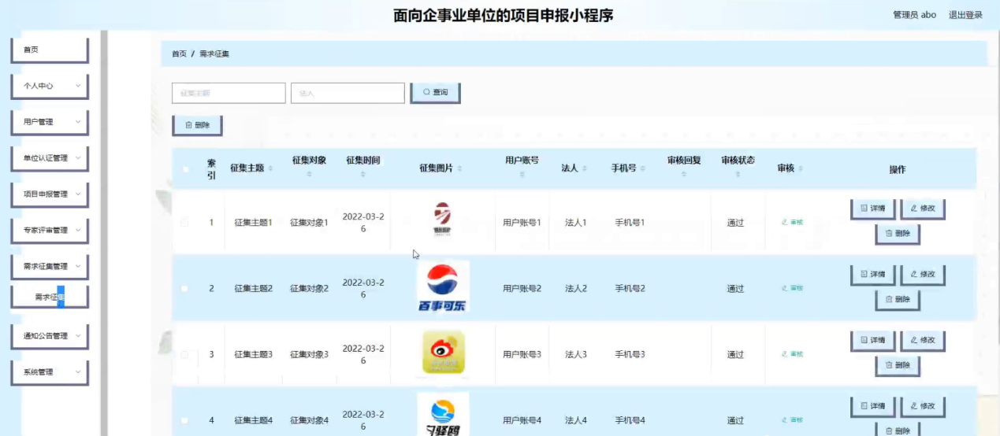 面向企事业单位的项目申报小程序
管理员 abo 退出登录
首页
个人中心
用户管理
单位认证管理
项目申报管理
专家评审管理
需求征集管理
需求征集
通知公告管理
系统管理
首页 / 需求征集
征集主题 法人 查询
删除
索引 征集主题 征集对象 征集时间 征集图片 用户账号 法人 手机号 审核回复 审核状态 审核 操作
1 征集主题1 征集对象1 2022-03-26 用户账号1 法人1 手机号1 通过 审核 详情 修改 删除
2 征集主题2 征集对象2 2022-03-26 百事可乐 用户账号2 法人2 手机号2 通过 审核 详情 修改 删除
3 征集主题3 征集对象3 2022-03-26 用户账号3 法人3 手机号3 通过 审核 详情 修改 删除
4 征集主题4 征集对象4 2022-03-26 用户账号4 法人4 手机号4 通过 审核 详情 修改 删除